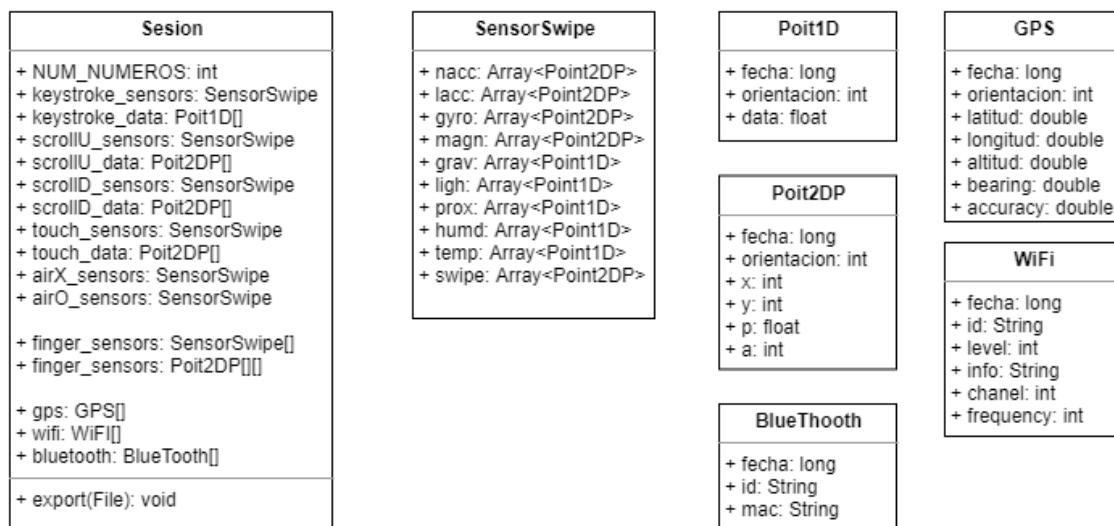 Sesion
+ NUM_NUMEROS: int
+ keystroke_sensors: SensorSwipe
+ keystroke_data: Poit1D[]
+ scrollU_sensors: SensorSwipe
+ scrollU_data: Poit2DP[]
+ scrollD_sensors: SensorSwipe
+ scrollD_data: Poit2DP[]
+ touch_sensors: SensorSwipe
+ touch_data: Poit2DP[]
+ airX_sensors: SensorSwipe
+ airO_sensors: SensorSwipe
+ finger_sensors: SensorSwipe[]
+ finger_sensors: Poit2DP[][]
+ gps: GPS[]
+ wifi: WiFI[]
+ bluetooth: BlueTooth[]
+ export(File): void
SensorSwipe
+ nacc: Array<Point2DP>
+ lacc: Array<Point2DP>
+ gyro: Array<Point2DP>
+ magn: Array<Point2DP>
+ grav: Array<Point1D>
+ ligh: Array<Point1D>
+ prox: Array<Point1D>
+ humd: Array<Point1D>
+ temp: Array<Point1D>
+ swipe: Array<Point2DP>
Poit1D
+ fecha: long
+ orientacion: int
+ data: float
Poit2DP
+ fecha: long
+ orientacion: int
+ x: int
+ y: int
+ p: float
+ a: int
BlueThooth
+ fecha: long
+ id: String
+ mac: String
GPS
+ fecha: long
+ orientacion: int
+ latitud: double
+ longitud: double
+ altitud: double
+ bearing: double
+ accuracy: double
WiFi
+ fecha: long
+ id: String
+ level: int
+ info: String
+ chanel: int
+ frequency: int